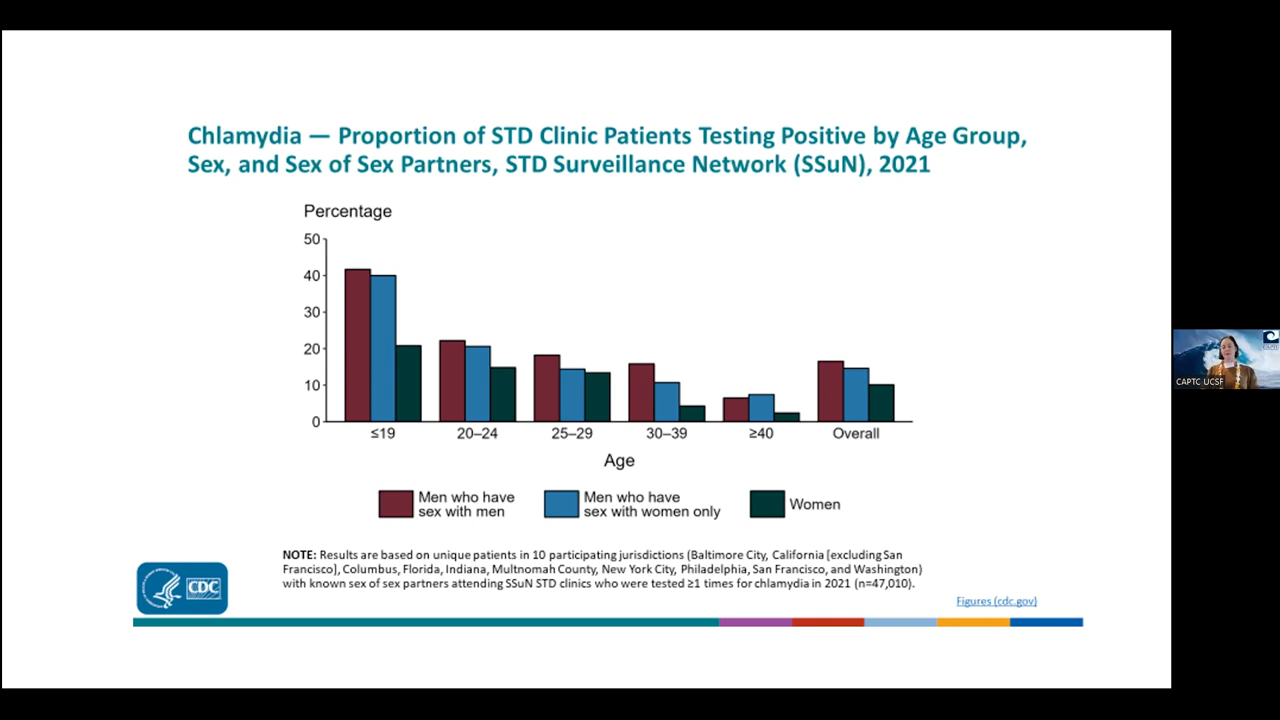 Chlamydia — Proportion of STD Clinic Patients Testing Positive by Age Group,
Sex, and Sex of Sex Partners, STD Surveillance Network (SSuN), 2021
Percentage
50
40
30
20
10
0
≤19
20–24
25–29
30–39
≥40
Overall
Age
Men who have
sex with men
Men who have
sex with women only
Women
NOTE: Results are based on unique patients in 10 participating jurisdictions (Baltimore City, California [excluding San
Francisco], Columbus, Florida, Indiana, Multnomah County, New York City, Philadelphia, San Francisco, and Washington)
with known sex of sex partners attending SSuN STD clinics who were tested ≥1 times for chlamydia in 2021 (n=47,010).
CDC
Figures (cdc.gov)
CAPTC_UCSF